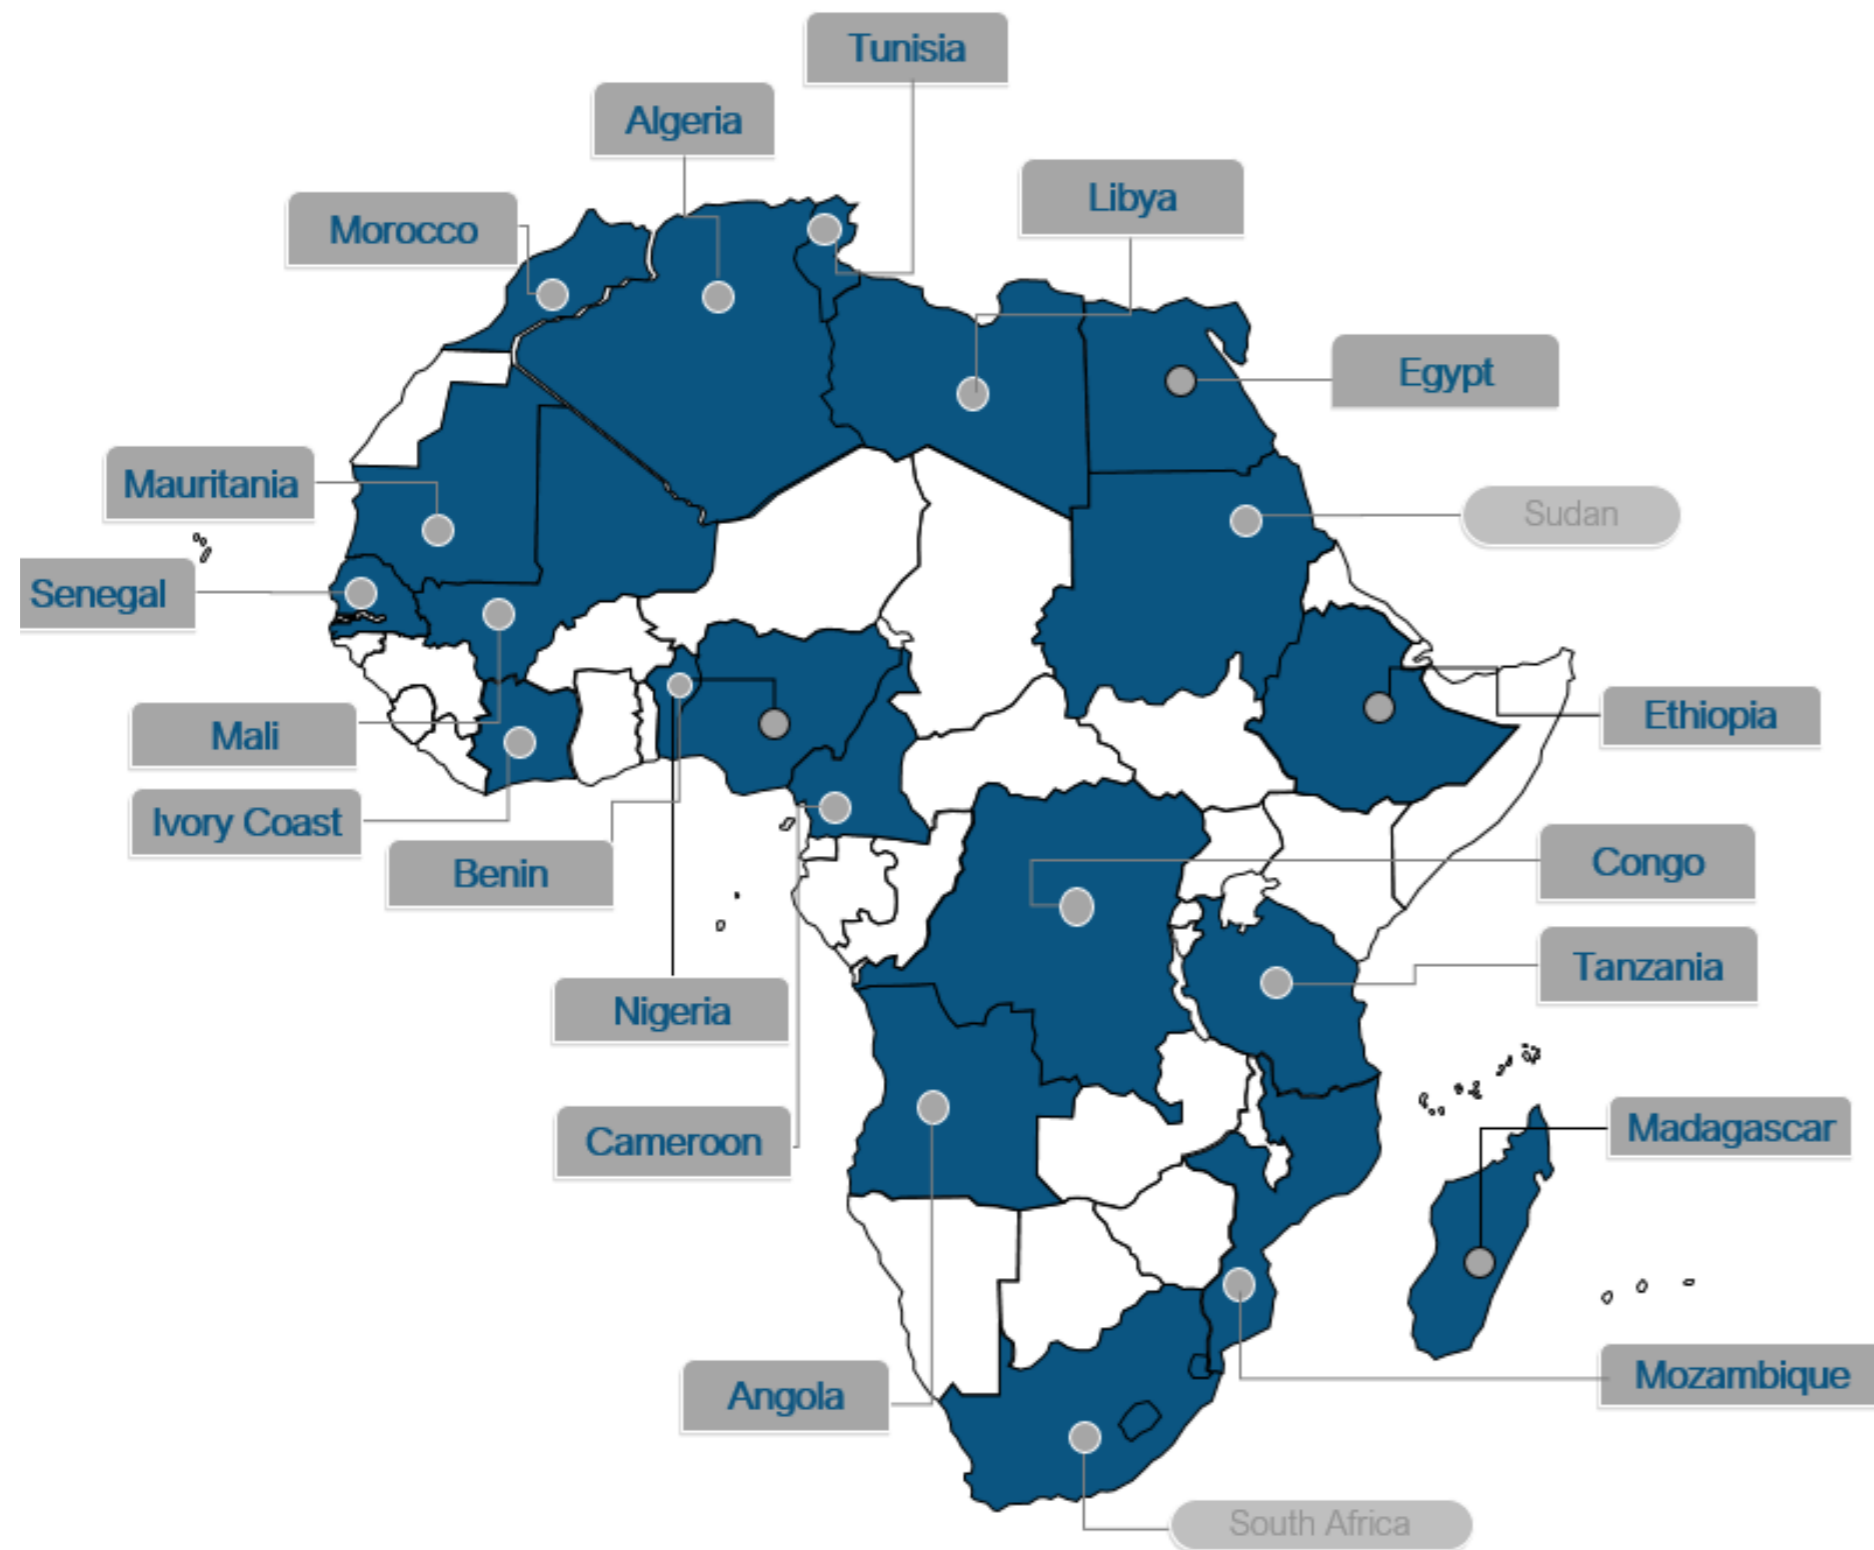 Tunisia
Algeria
Libya
Morocco
Egypt
Mauritania
Sudan
Senegal
Mali
Ethiopia
Ivory Coast
Benin
Congo
Tanzania
Nigeria
Cameroon
Madagascar
Angola
Mozambique
South Africa